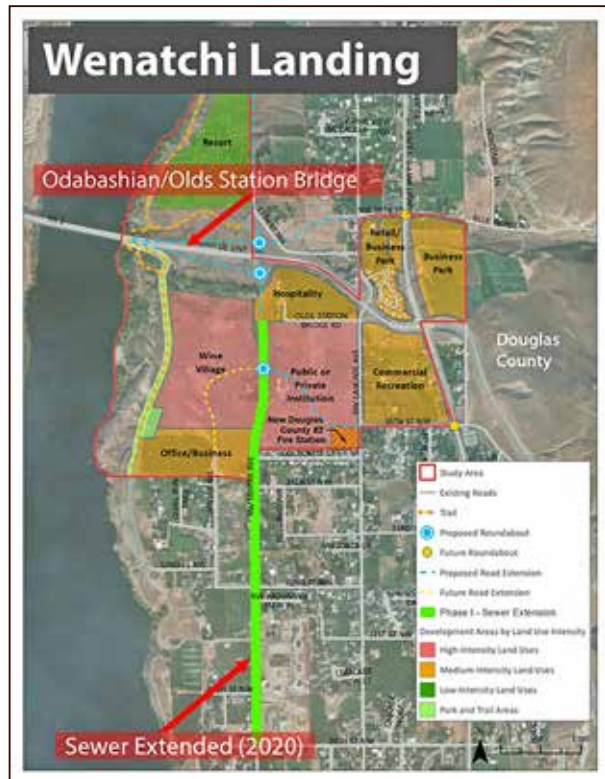 Wenatchi Landing
Resort
Odabashian/Olds Station Bridge
Retail/
Business
Park
Business
Park
Hospitality
OLDS STATION
BRIDGE RD
Douglas
County
Wine
Village
Public or
Private
Institution
Commercial
Recreation
New Douglas
County #2
Fire Station
Office/Business
Study Area
Existing Roads
Trail
Proposed Roundabout
Future Roundabout
Proposed Road Extension
Future Road Extension
Phase I - Sewer Extension
Development Areas by Land Use Intensity
High-Intensity Land Uses
Medium-Intensity Land Uses
Low-Intensity Land Uses
Park and Trail Areas
Sewer Extended (2020)